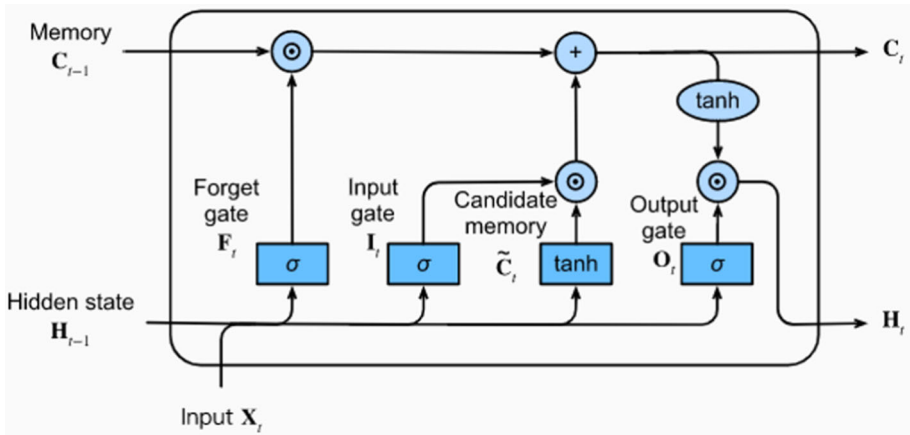 Memory
C_{t-1}
+
C_t
tanh
Forget
gate
F_t
Input
gate
I_t
Candidate
memory
C̃_t
Output
gate
O_t
σ
σ
tanh
σ
Hidden state
H_{t-1}
H_t
Input X_t